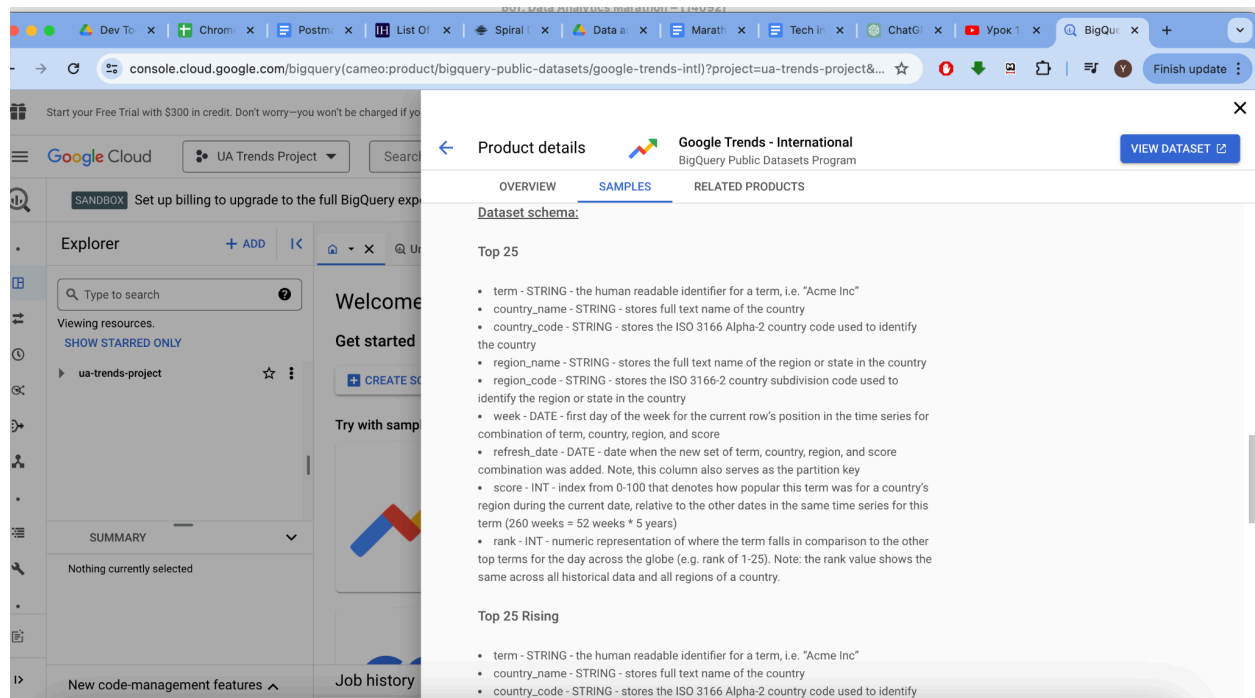 B07. Data Analytics Marathon – [14092]
Dev To
Chrom
Postm
List Of
Spiral
Data a
Marath
Tech in
ChatG
Урок 1
BigQue
console.cloud.google.com/bigquery(cameo:product/bigquery-public-datasets/google-trends-intl)?project=ua-trends-project&...
Y
Finish update
Start your Free Trial with $300 in credit. Don't worry—you won't be charged if yo
Google Cloud
UA Trends Project
Searc
SANDBOX Set up billing to upgrade to the full BigQuery expe
Explorer
+ ADD
Un
Type to search
Viewing resources.
SHOW STARRED ONLY
ua-trends-project
SUMMARY
Nothing currently selected
New code-management features
Welcome
Get started
CREATE SQ
Try with samp
Job history
Product details
Google Trends - International
BigQuery Public Datasets Program
VIEW DATASET
OVERVIEW
SAMPLES
RELATED PRODUCTS
Dataset schema:
Top 25
• term - STRING - the human readable identifier for a term, i.e. “Acme Inc”
• country_name - STRING - stores full text name of the country
• country_code - STRING - stores the ISO 3166 Alpha-2 country code used to identify
the country
• region_name - STRING - stores the full text name of the region or state in the country
• region_code - STRING - stores the ISO 3166-2 country subdivision code used to
identify the region or state in the country
• week - DATE - first day of the week for the current row’s position in the time series for
combination of term, country, region, and score
• refresh_date - DATE - date when the new set of term, country, region, and score
combination was added. Note, this column also serves as the partition key
• score - INT - index from 0-100 that denotes how popular this term was for a country’s
region during the current date, relative to the other dates in the same time series for this
term (260 weeks = 52 weeks * 5 years)
• rank - INT - numeric representation of where the term falls in comparison to the other
top terms for the day across the globe (e.g. rank of 1-25). Note: the rank value shows the
same across all historical data and all regions of a country.
Top 25 Rising
• term - STRING - the human readable identifier for a term, i.e. “Acme Inc”
• country_name - STRING - stores full text name of the country
• country_code - STRING - stores the ISO 3166 Alpha-2 country code used to identify